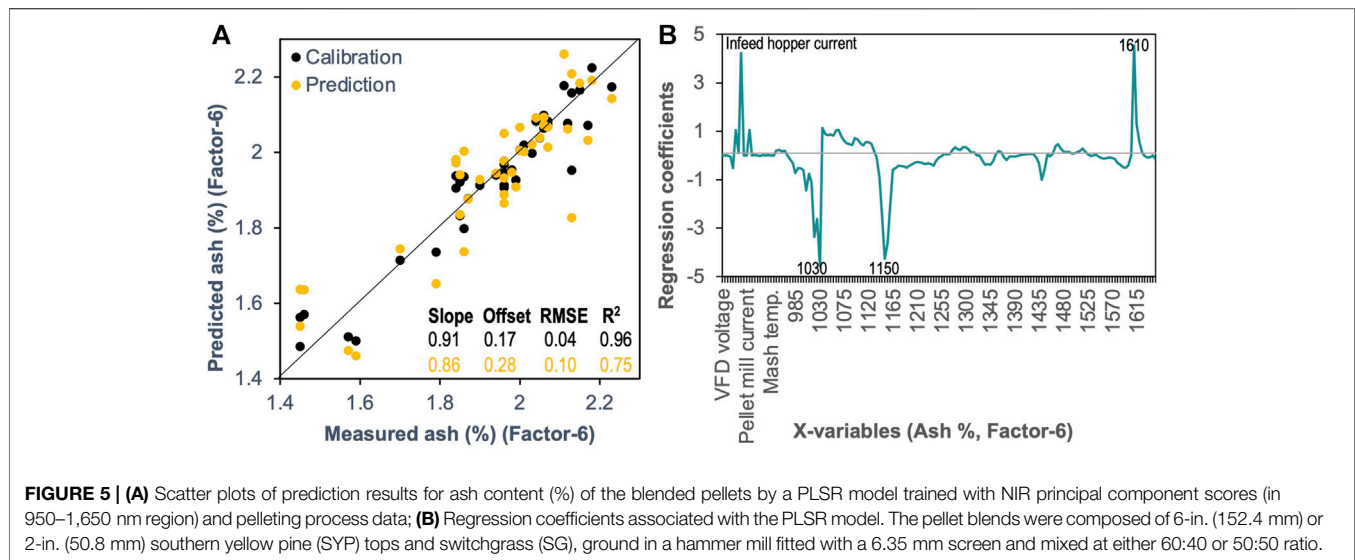 A
B
Calibration
Prediction
2.2
2
1.8
1.6
1.4
1.4
1.6
1.8
2
2.2
Predicted ash (%) (Factor-6)
Measured ash (%) (Factor-6)
Slope Offset RMSE R²
0.91 0.17 0.04 0.96
0.86 0.28 0.10 0.75
Infeed hopper current
1610
1030
1150
5
3
1
-1
-3
-5
Regression coefficients
VFD voltage
Pellet mill current
Mash temp.
985
1030
1075
1120
1165
1210
1255
1300
1345
1390
1435
1480
1525
1570
1615
X-variables (Ash %, Factor-6)
FIGURE 5 | (A) Scatter plots of prediction results for ash content (%) of the blended pellets by a PLSR model trained with NIR principal component scores (in
950–1,650 nm region) and pelleting process data; (B) Regression coefficients associated with the PLSR model. The pellet blends were composed of 6-in. (152.4 mm) or
2-in. (50.8 mm) southern yellow pine (SYP) tops and switchgrass (SG), ground in a hammer mill fitted with a 6.35 mm screen and mixed at either 60:40 or 50:50 ratio.